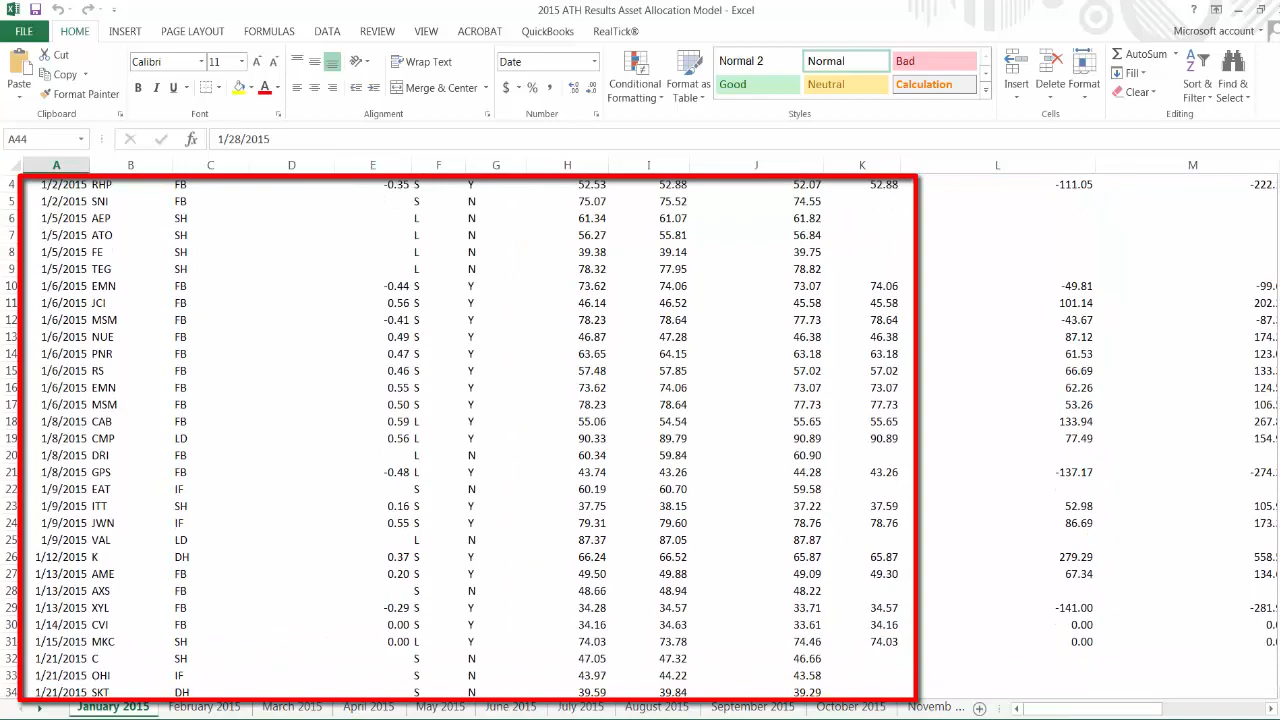 2015 ATH Results Asset Allocation Model - Excel
FILE HOME INSERT PAGE LAYOUT FORMULAS DATA REVIEW VIEW ACROBAT QuickBooks RealTick® Microsoft account
Paste Cut Copy Format Painter Clipboard
Calibri 11 B I U Font
Wrap Text Merge & Center Alignment
Date $ % , Number
Conditional Formatting Format as Table Normal 2 Normal Bad Good Neutral Calculation Styles
Insert Delete Format Cells
AutoSum Fill Clear Sort & Filter Find & Select Editing
A44 fx 1/28/2015
A B C D E F G H I J K L M
4 1/2/2015 RHP FB -0.35 S Y 52.53 52.88 52.07 52.88 -111.05 -222.
5 1/2/2015 SNI FB S N 75.07 75.52 74.55
6 1/5/2015 AEP SH L N 61.34 61.07 61.82
7 1/5/2015 ATO SH L N 56.27 55.81 56.84
8 1/5/2015 FE SH L N 39.38 39.14 39.75
9 1/5/2015 TEG SH L N 78.32 77.95 78.82
10 1/6/2015 EMN FB -0.44 S Y 73.62 74.06 73.07 74.06 -49.81 -99.
11 1/6/2015 JCI FB 0.56 S Y 46.14 46.52 45.58 45.58 101.14 202.
12 1/6/2015 MSM FB -0.41 S Y 78.23 78.64 77.73 78.64 -43.67 -87.
13 1/6/2015 NUE FB 0.49 S Y 46.87 47.28 46.38 46.38 87.12 174.
14 1/6/2015 PNR FB 0.47 S Y 63.65 64.15 63.18 63.18 61.53 123.
15 1/6/2015 RS FB 0.46 S Y 57.48 57.85 57.02 57.02 66.69 133.
16 1/6/2015 EMN FB 0.55 S Y 73.62 74.06 73.07 73.07 62.26 124.
17 1/6/2015 MSM FB 0.50 S Y 78.23 78.64 77.73 77.73 53.26 106.
18 1/8/2015 CAB FB 0.59 L Y 55.06 54.54 55.65 55.65 133.94 267.
19 1/8/2015 CMP LD 0.56 L Y 90.33 89.79 90.89 90.89 77.49 154.
20 1/8/2015 DRI FB L N 60.34 59.84 60.90
21 1/8/2015 GPS FB -0.48 L Y 43.74 43.26 44.28 43.26 -137.17 -274.
22 1/9/2015 EAT IF S N 60.19 60.70 59.58
23 1/9/2015 ITT SH 0.16 S Y 37.75 38.15 37.22 37.59 52.98 105.
24 1/9/2015 JWN IF 0.55 S Y 79.31 79.60 78.76 78.76 86.69 173.
25 1/9/2015 VAL LD L N 87.37 87.05 87.87
26 1/12/2015 K DH 0.37 S Y 66.24 66.52 65.87 65.87 279.29 558.
27 1/13/2015 AME FB 0.20 S Y 49.50 49.88 49.09 49.30 67.34 134.
28 1/13/2015 AXS FB S N 48.66 48.94 48.22
29 1/13/2015 XYL FB -0.29 S Y 34.28 34.57 33.71 34.57 -141.00 -281.
30 1/14/2015 CVI FB 0.00 S Y 34.16 34.63 33.61 34.16 0.00 0.
31 1/15/2015 MKC SH 0.00 L Y 74.03 73.78 74.46 74.03 0.00 0.
32 1/21/2015 C SH S N 47.05 47.32 46.66
33 1/21/2015 OHI IF S N 43.97 44.22 43.58
34 1/21/2015 SKT DH S N 39.59 39.84 39.29
January 2015 February 2015 March 2015 April 2015 May 2015 June 2015 July 2015 August 2015 September 2015 October 2015 Novemb ...